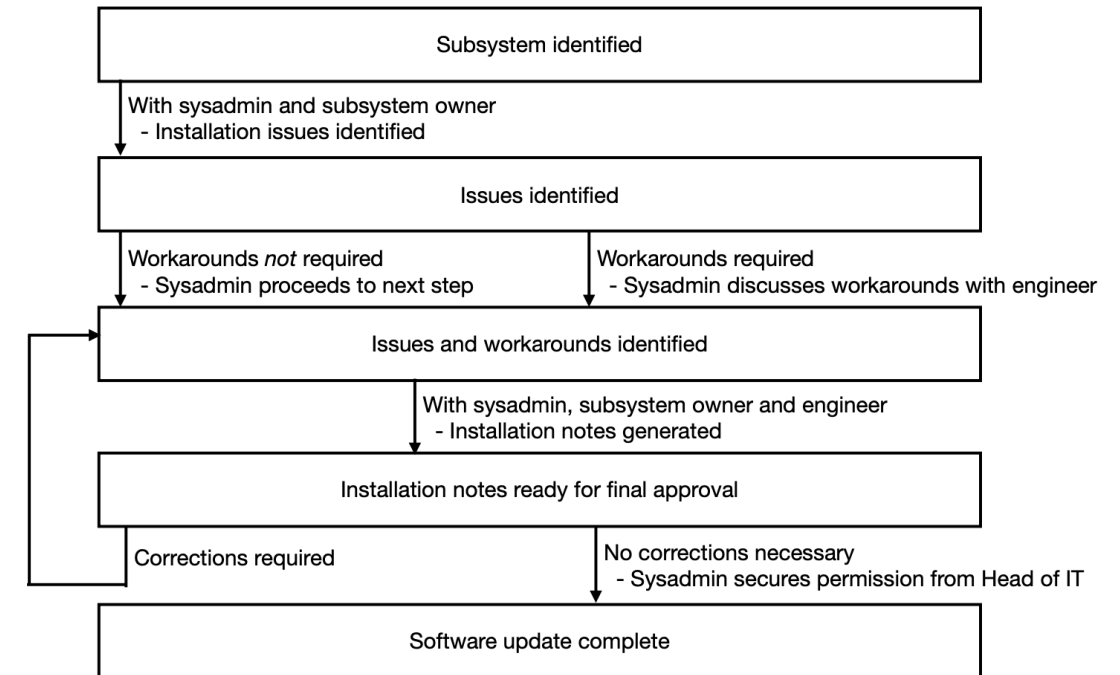 Subsystem identified
With sysadmin and subsystem owner
- Installation issues identified
Issues identified
Workarounds not required
- Sysadmin proceeds to next step
Workarounds required
- Sysadmin discusses workarounds with engineer
Issues and workarounds identified
With sysadmin, subsystem owner and engineer
- Installation notes generated
Installation notes ready for final approval
Corrections required
No corrections necessary
- Sysadmin secures permission from Head of IT
Software update complete